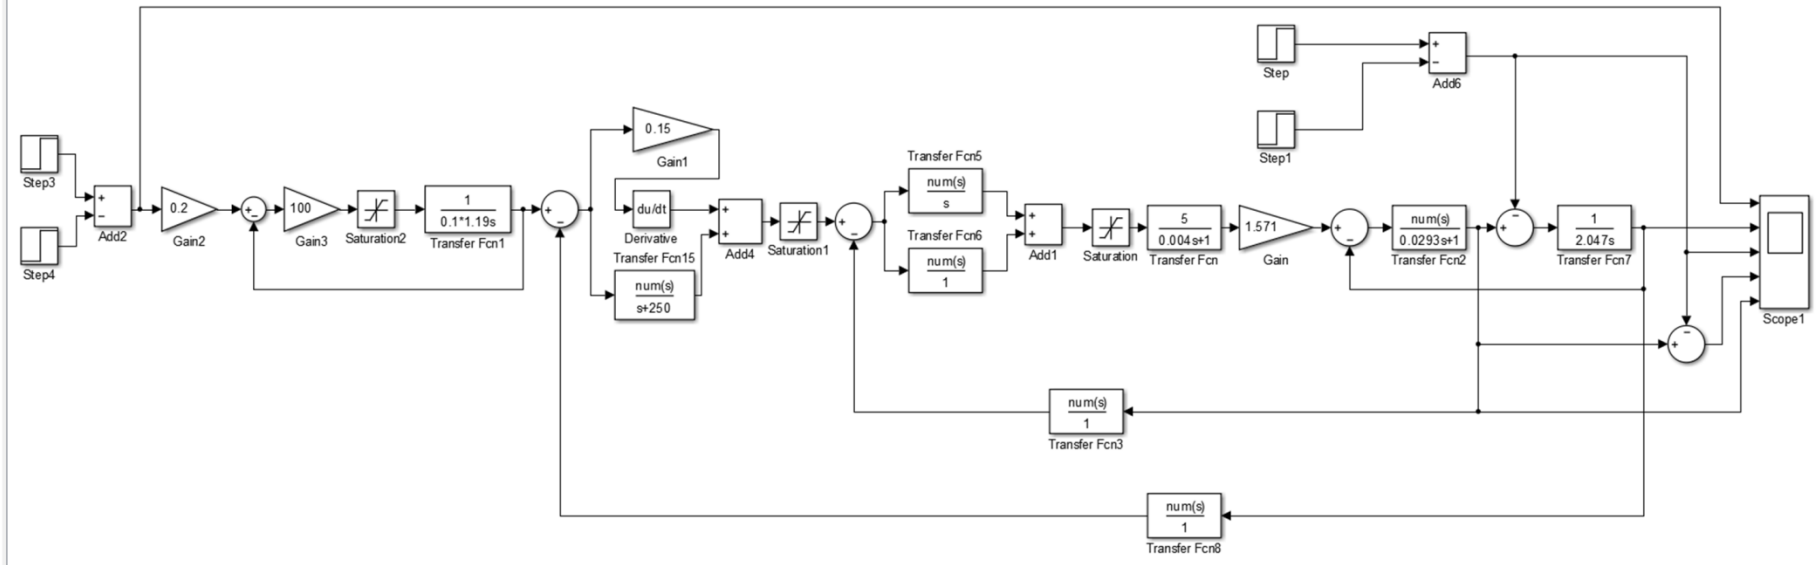 Step
+
−
Add6
Step1
0.15
Gain1
Step3
+
−
Add2
Step4
0.2
Gain2
+
−
100
Gain3
Saturation2
1
0.1*1.19s
Transfer Fcn1
+
−
du/dt
Derivative
Transfer Fcn15
num(s)
s+250
+
+
Add4
Saturation1
+
−
Transfer Fcn5
num(s)
s
Transfer Fcn6
num(s)
1
+
+
Add1
Saturation
5
0.004s+1
Transfer Fcn
1.571
Gain
+
−
num(s)
0.0293s+1
Transfer Fcn2
−
+
1
2.047s
Transfer Fcn7
Scope1
−
+
num(s)
1
Transfer Fcn3
num(s)
1
Transfer Fcn8